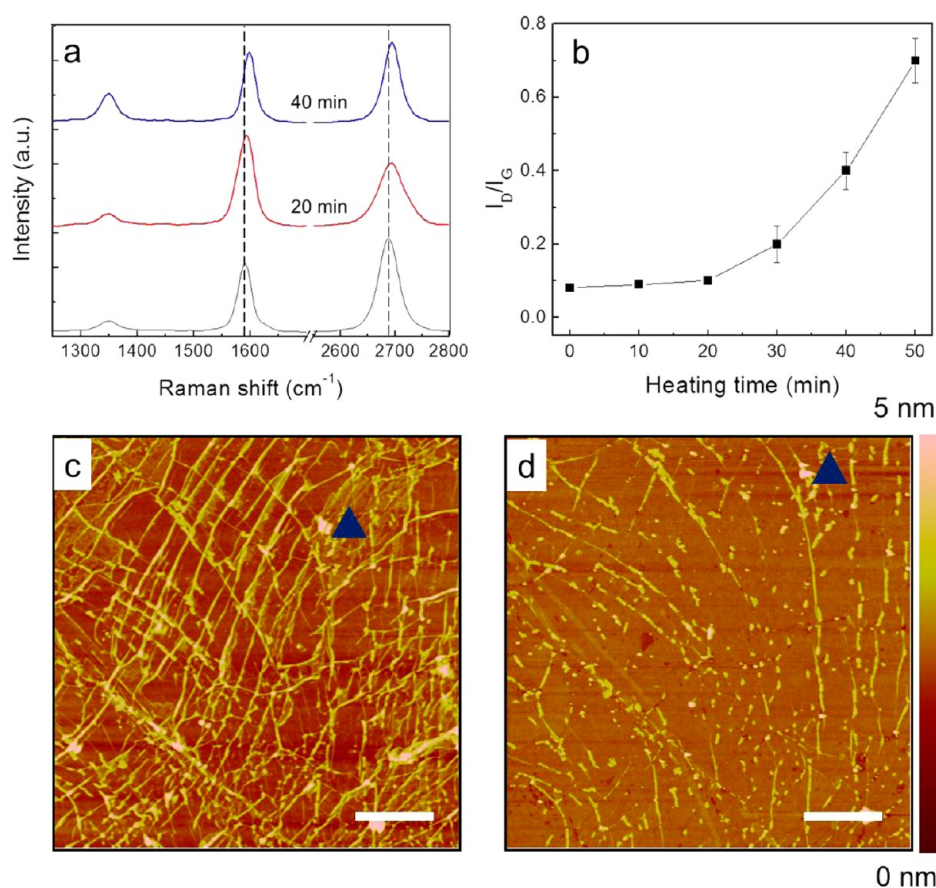 a
40 min
20 min
Intensity (a.u.)
1300 1400 1500 1600 2600 2700 2800
Raman shift (cm⁻¹)
b
0.8
0.6
0.4
0.2
0.0
I_D/I_G
0 10 20 30 40 50
Heating time (min)
5 nm
c
d
0 nm